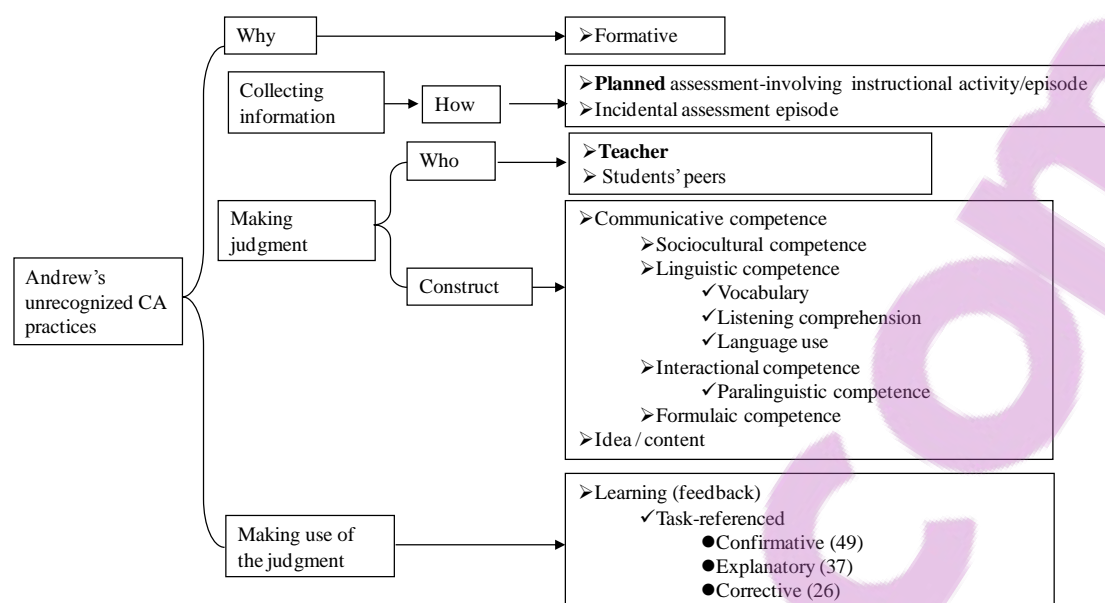 Why
➢Formative
Collecting
information
How
➢Planned assessment-involving instructional activity/episode
➢Incidental assessment episode
Who
➢Teacher
➢ Students' peers
Making
judgment
Construct
➢Communicative competence
➢Sociocultural competence
➢Linguistic competence
✓Vocabulary
✓Listening comprehension
✓Language use
➢Interactional competence
✓Paralinguistic competence
➢Formulaic competence
➢Idea / content
Andrew's
unrecognized CA
practices
Making use of
the judgment
➢Learning (feedback)
✓Task-referenced
●Confirmative (49)
●Explanatory (37)
●Corrective (26)
com